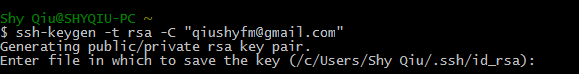 Shy Qiu@SHYQIU-PC ~
$ ssh-keygen -t rsa -C "qiushyfm@gmail.com"
Generating public/private rsa key pair.
Enter file in which to save the key (/c/Users/Shy Qiu/.ssh/id_rsa):